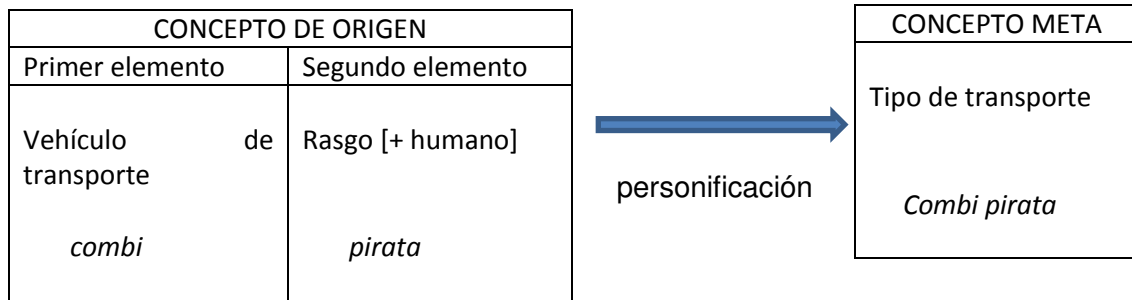 CONCEPTO DE ORIGEN
Primer elemento
Segundo elemento
Vehículo de
transporte
Rasgo [+ humano]
combi
pirata
personificación
CONCEPTO META
Tipo de transporte
Combi pirata